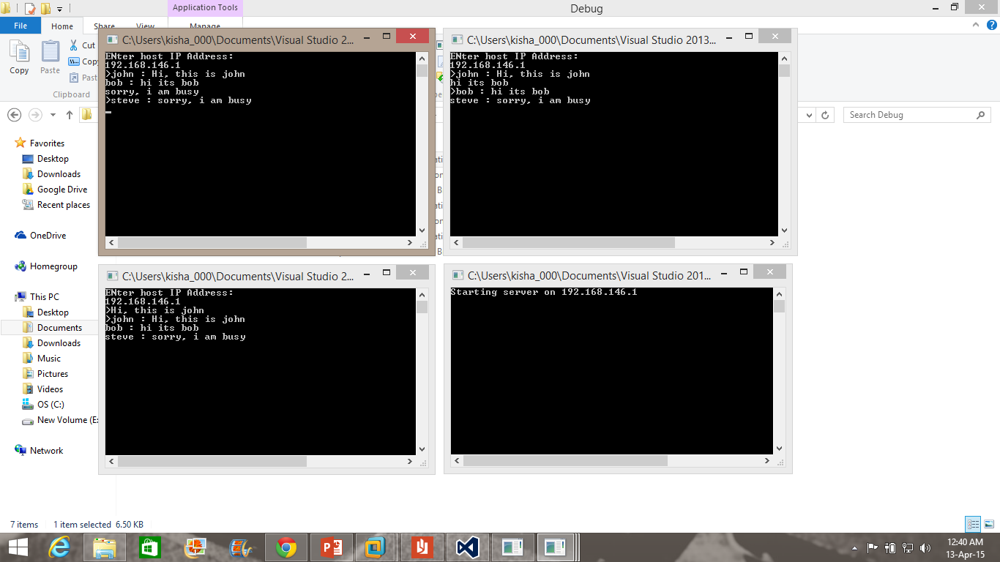 Application Tools
Debug
File
Home
Share
View
Manage
Copy
Paste
Cut
Clipboard
C:\Users\kisha_000\Documents\Visual Studio 2...
ENter host IP Address:
192.168.146.1
>john : Hi, this is john
bob : hi its bob
sorry, i am busy
>steve : sorry, i am busy
C:\Users\kisha_000\Documents\Visual Studio 2013...
ENter host IP Address:
192.168.146.1
>john : Hi, this is john
hi its bob
>bob : hi its bob
steve : sorry, i am busy
Search Debug
Favorites
Desktop
Downloads
Google Drive
Recent places
OneDrive
Homegroup
This PC
Desktop
Documents
Downloads
Music
Pictures
Videos
OS (C:)
New Volume (E:
Network
C:\Users\kisha_000\Documents\Visual Studio 2...
ENter host IP Address:
192.168.146.1
>Hi, this is john
>john : Hi, this is john
bob : hi its bob
steve : sorry, i am busy
C:\Users\kisha_000\Documents\Visual Studio 201...
Starting server on 192.168.146.1
7 items
1 item selected 6.50 KB
12:40 AM
13-Apr-15